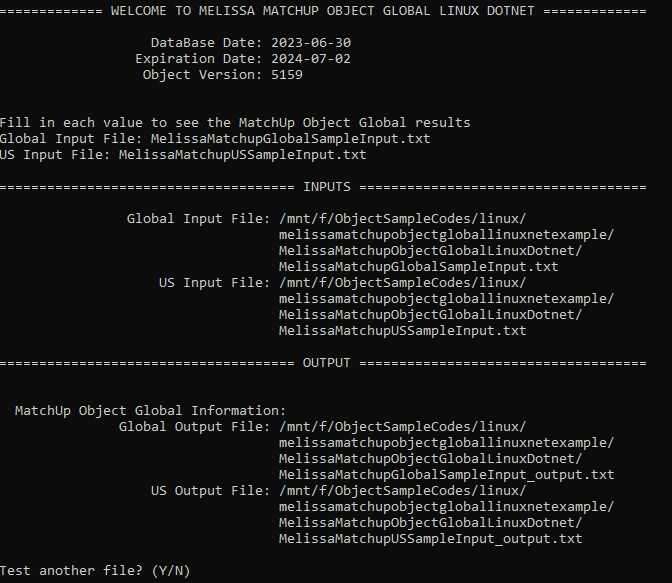 ============= WELCOME TO MELISSA MATCHUP OBJECT GLOBAL LINUX DOTNET =============
DataBase Date: 2023-06-30
Expiration Date: 2024-07-02
Object Version: 5159
Fill in each value to see the MatchUp Object Global results
Global Input File: MelissaMatchupGlobalSampleInput.txt
US Input File: MelissaMatchupUSSampleInput.txt
===================================== INPUTS ====================================
Global Input File: /mnt/f/ObjectSampleCodes/linux/
melissamatchupobjectgloballinuxnetexample/
MelissaMatchupObjectGlobalLinuxDotnet/
MelissaMatchupGlobalSampleInput.txt
US Input File: /mnt/f/ObjectSampleCodes/linux/
melissamatchupobjectgloballinuxnetexample/
MelissaMatchupObjectGlobalLinuxDotnet/
MelissaMatchupUSSampleInput.txt
===================================== OUTPUT ====================================
MatchUp Object Global Information:
Global Output File: /mnt/f/ObjectSampleCodes/linux/
melissamatchupobjectgloballinuxnetexample/
MelissaMatchupObjectGlobalLinuxDotnet/
MelissaMatchupGlobalSampleInput_output.txt
US Output File: /mnt/f/ObjectSampleCodes/linux/
melissamatchupobjectgloballinuxnetexample/
MelissaMatchupObjectGlobalLinuxDotnet/
MelissaMatchupUSSampleInput_output.txt
Test another file? (Y/N)